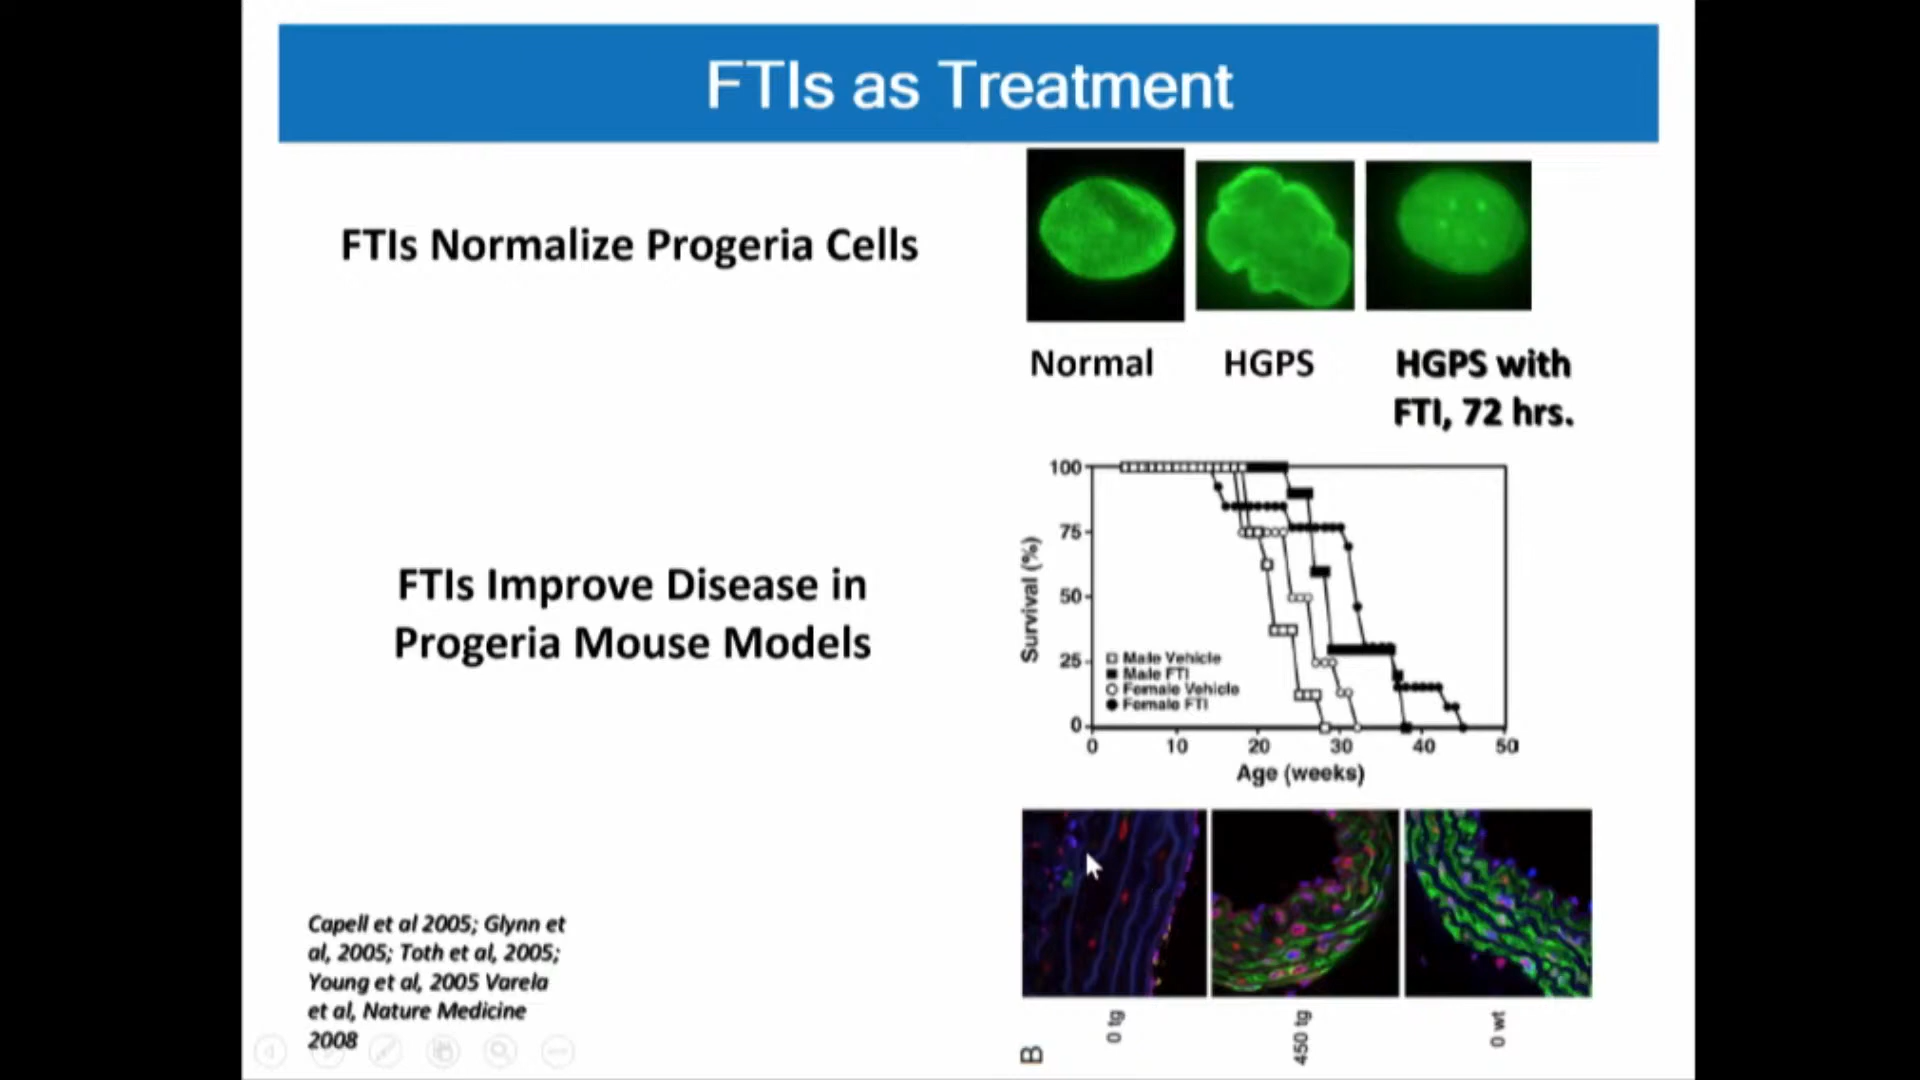 FTIs as Treatment
FTIs Normalize Progeria Cells
Normal
HGPS
HGPS with
FTI, 72 hrs.
FTIs Improve Disease in
Progeria Mouse Models
100
75
50
25
0
Survival (%)
Male Vehicle
Male FTI
Female Vehicle
Female FTI
0 10 20 30 40 50
Age (weeks)
Capell et al 2005; Glynn et
al, 2005; Toth et al, 2005;
Young et al, 2005 Varela
et al, Nature Medicine
2008
B
0 tg
450 tg
0 wt